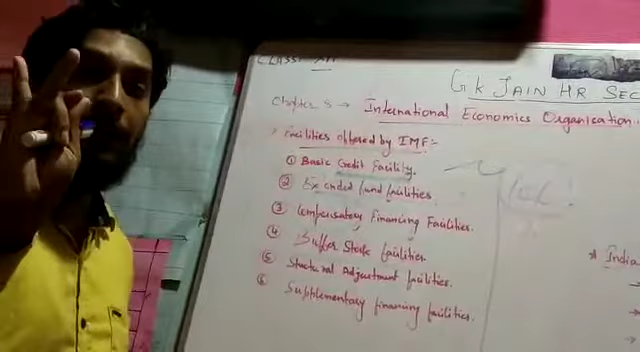 CLASS: XII
G K JAIN HR SEC
Chapter 8 → International Economics Organisation.
* Facilities offered by IMF:-
① Basic Credit Facility.
② Extended fund facilities.
③ Compensatory Financing Facilities.
④ Buffer Stock facilities
⑤ Structural Adjustment facilities.
⑥ Supplementary financing facilities.
* India